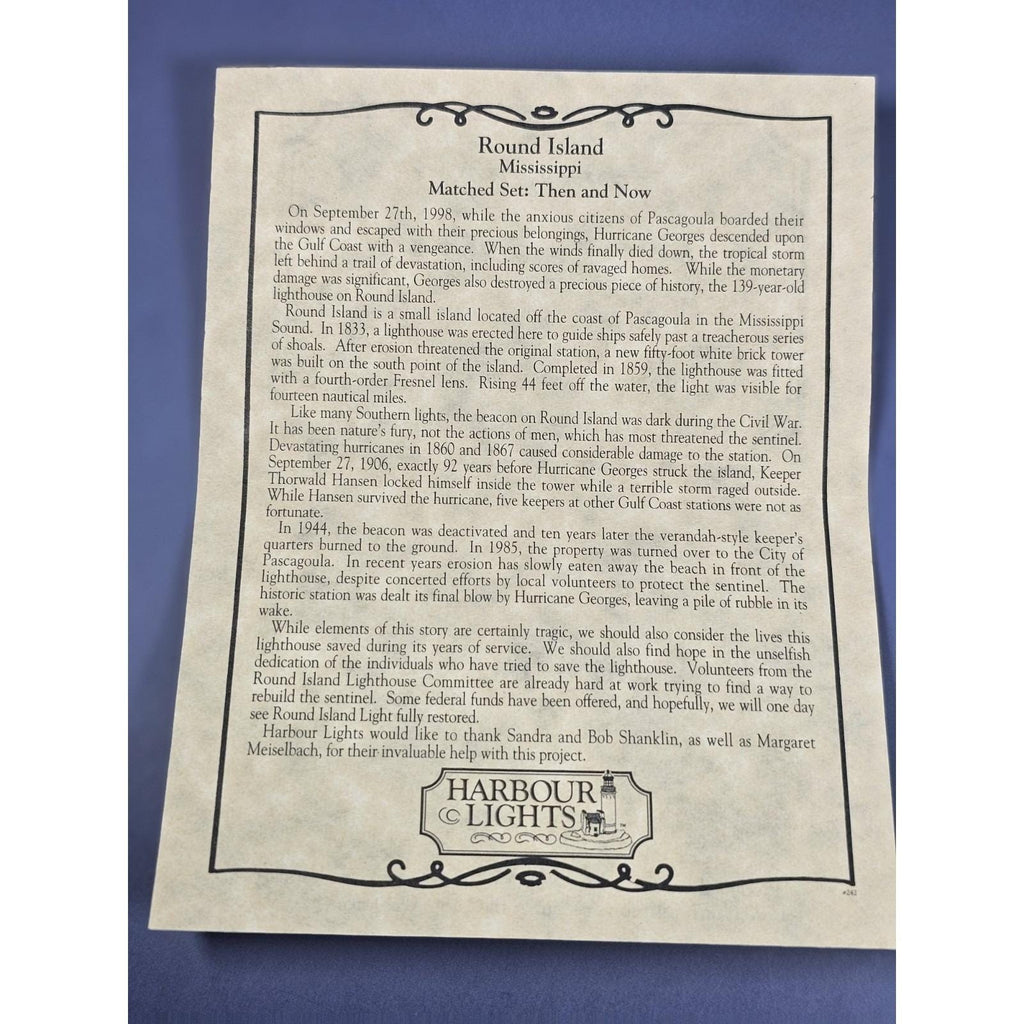 Round Island
Mississippi
Matched Set: Then and Now
On September 27th, 1998, while the anxious citizens of Pascagoula boarded their
windows and escaped with their precious belongings, Hurricane Georges descended upon
the Gulf Coast with a vengeance. When the winds finally died down, the tropical storm
left behind a trail of devastation, including scores of ravaged homes. While the monetary
damage was significant, Georges also destroyed a precious piece of history, the 139-year-old
lighthouse on Round Island.
Round Island is a small island located off the coast of Pascagoula in the Mississippi
Sound. In 1833, a lighthouse was erected here to guide ships safely past a treacherous series
of shoals. After erosion threatened the original station, a new fifty-foot white brick tower
was built on the south point of the island. Completed in 1859, the lighthouse was fitted
with a fourth-order Fresnel lens. Rising 44 feet off the water, the light was visible for
fourteen nautical miles.
Like many Southern lights, the beacon on Round Island was dark during the Civil War.
It has been nature's fury, not the actions of men, which has most threatened the sentinel.
Devastating hurricanes in 1860 and 1867 caused considerable damage to the station. On
September 27, 1906, exactly 92 years before Hurricane Georges struck the island, Keeper
Thorwald Hansen locked himself inside the tower while a terrible storm raged outside.
While Hansen survived the hurricane, five keepers at other Gulf Coast stations were not as
fortunate.
In 1944, the beacon was deactivated and ten years later the verandah-style keeper's
quarters burned to the ground. In 1985, the property was turned over to the City of
Pascagoula. In recent years erosion has slowly eaten away the beach in front of the
lighthouse, despite concerted efforts by local volunteers to protect the sentinel. The
historic station was dealt its final blow by Hurricane Georges, leaving a pile of rubble in its
wake.
While elements of this story are certainly tragic, we should also consider the lives this
lighthouse saved during its years of service. We should also find hope in the unselfish
dedication of the individuals who have tried to save the lighthouse. Volunteers from the
Round Island Lighthouse Committee are already hard at work trying to find a way to
rebuild the sentinel. Some federal funds have been offered, and hopefully, we will one day
see Round Island Light fully restored.
Harbour Lights would like to thank Sandra and Bob Shanklin, as well as Margaret
Meiselbach, for their invaluable help with this project.
HARBOUR
© LIGHTS ™
#242